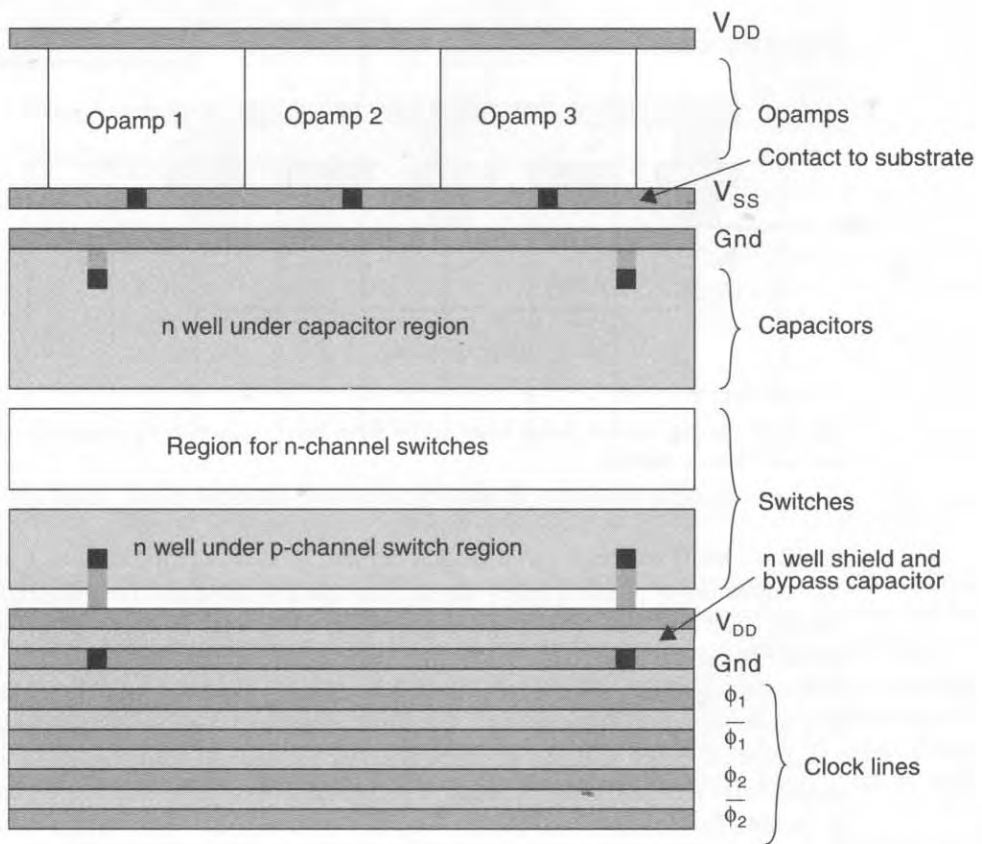 V_DD
Opamp 1 Opamp 2 Opamp 3
Opamps
Contact to substrate
V_SS
Gnd
n well under capacitor region
Capacitors
Region for n-channel switches
Switches
n well under p-channel switch region
n well shield and
bypass capacitor
V_DD
Gnd
ϕ₁
ϕ̅₁
ϕ₂
ϕ̅₂
Clock lines